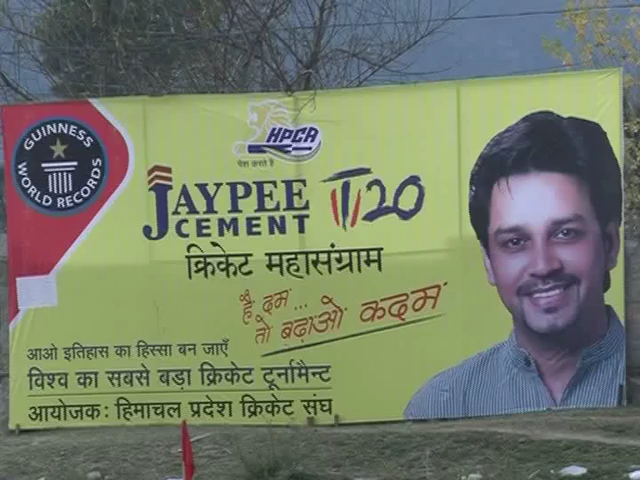 GUINNESS
WORLD RECORDS
HPCA
पेश करते है
JAYPEE
CEMENT
T20
क्रिकेट महासंग्राम
है दम...
तो बढ़ाओ कदम
आओ इतिहास का हिस्सा बन जाएँ
विश्व का सबसे बड़ा क्रिकेट टूर्नामैन्ट
आयोजक: हिमाचल प्रदेश क्रिकेट संघ